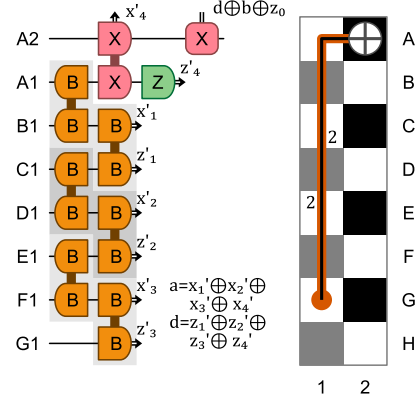 d⊕b⊕z₀
x'₄
A2 X X A
z'₄
A1 B X Z B
B1 B B x'₁ C
C1 B B z'₁ D
2
D1 B B x'₂ E
2
E1 B B z'₂ F
F1 B B x'₃ G
a=x₁'⊕x₂'⊕
x₃'⊕ x₄'
d=z₁'⊕z₂'⊕
z₃'⊕ z₄'
G1 B z'₃ H
1 2